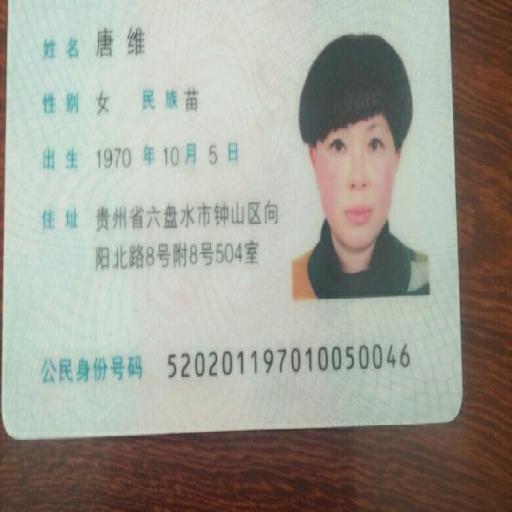 姓名 唐维
性别 女 民族 苗
出生 1970 年 10 月 5 日
住址 贵州省六盘水市钟山区向
阳北路8号附8号504室
公民身份号码 520201197010050046